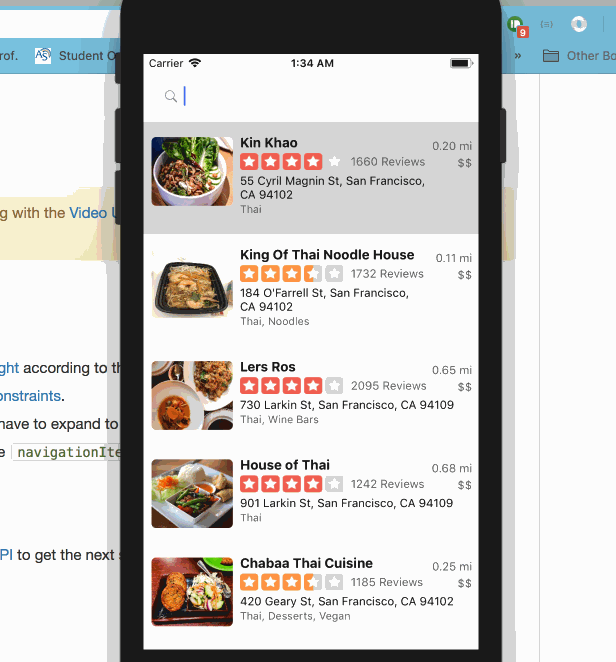 9
rof.
Student O
»
Other Bo
Carrier
1:34 AM
Kin Khao
0.20 mi
1660 Reviews
$$
55 Cyril Magnin St, San Francisco,
CA 94102
Thai
g with the Video U
King Of Thai Noodle House
0.11 mi
1732 Reviews
$$
184 O'Farrell St, San Francisco,
CA 94102
Thai, Noodles
ght according to th
Lers Ros
0.65 mi
2095 Reviews
$$
onstraints.
730 Larkin St, San Francisco, CA 94109
Thai, Wine Bars
have to expand to
e navigationIte
House of Thai
0.68 mi
1242 Reviews
$$
901 Larkin St, San Francisco, CA 94109
Thai
PI to get the next s
Chabaa Thai Cuisine
0.25 mi
1185 Reviews
$$
420 Geary St, San Francisco, CA 94102
Thai, Desserts, Vegan